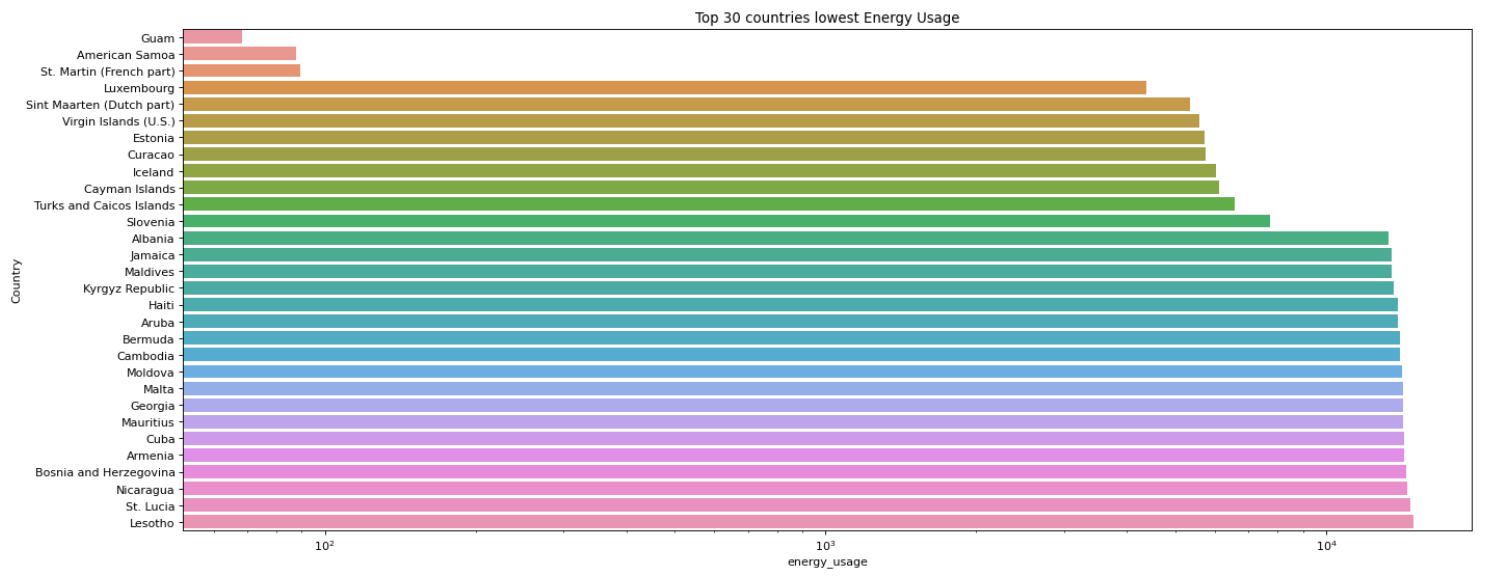 Top 30 countries lowest Energy Usage
Guam
American Samoa
St. Martin (French part)
Luxembourg
Sint Maarten (Dutch part)
Virgin Islands (U.S.)
Estonia
Curacao
Iceland
Cayman Islands
Turks and Caicos Islands
Slovenia
Albania
Jamaica
Maldives
Kyrgyz Republic
Haiti
Aruba
Bermuda
Cambodia
Moldova
Malta
Georgia
Mauritius
Cuba
Armenia
Bosnia and Herzegovina
Nicaragua
St. Lucia
Lesotho
Country
10² 10³ 10⁴
energy_usage